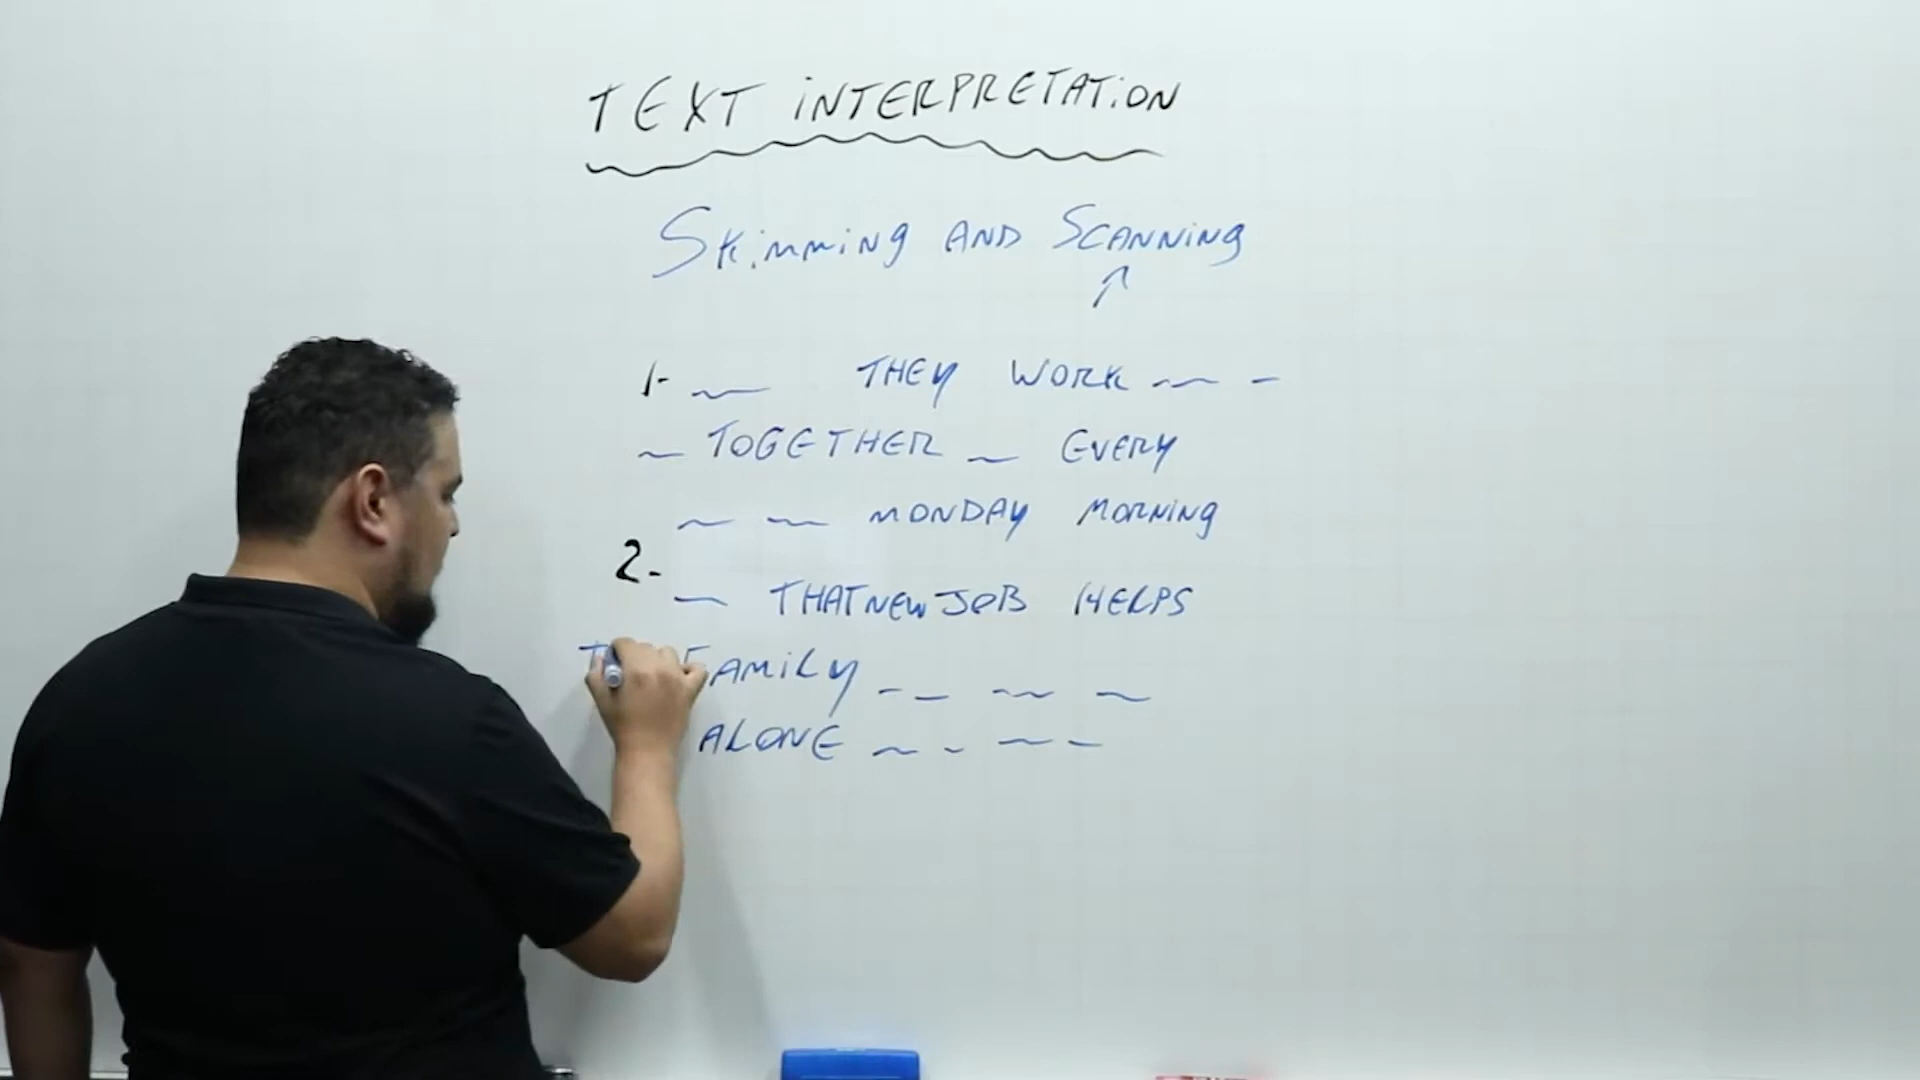 TEXT INTERPRETATION
Skimming AND SCANNING
1- THEY WORK
TOGETHER EVERY
MONDAY MORNING
2-
THAT NEW JOB HELPS
FAMILY
ALONE